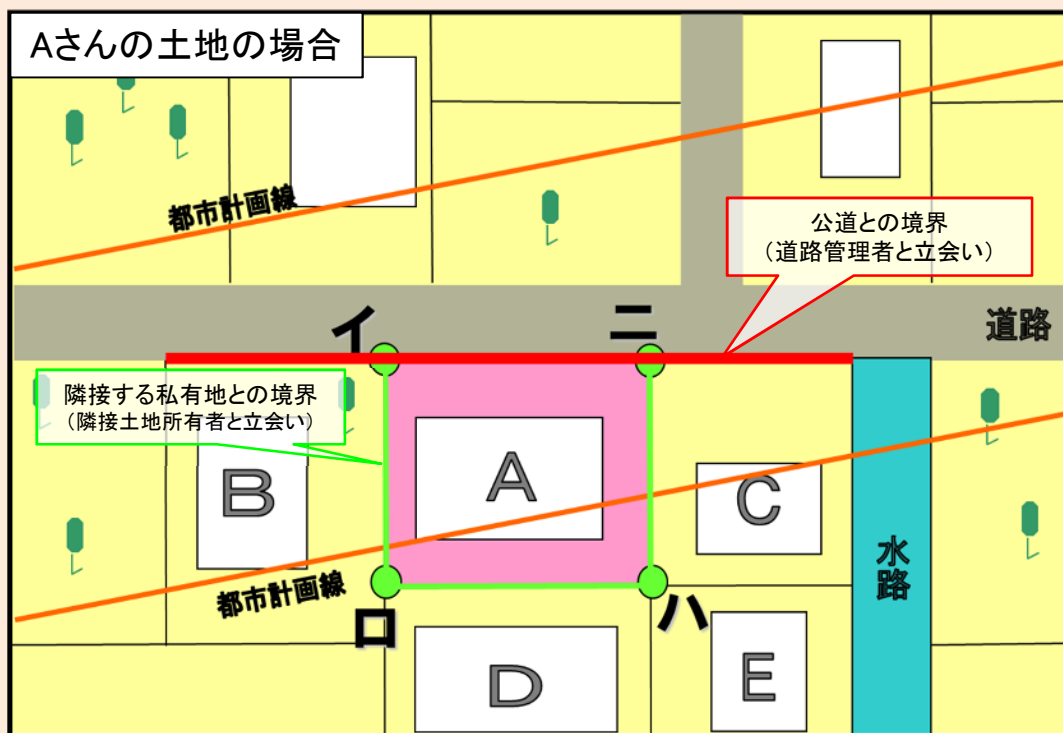 Aさんの土地の場合
都市計画線
公道との境界
（道路管理者と立会い）
イ
ニ
道路
隣接する私有地との境界
（隣接土地所有者と立会い）
A
B
C
水路
都市計画線
ロ
ハ
D
E